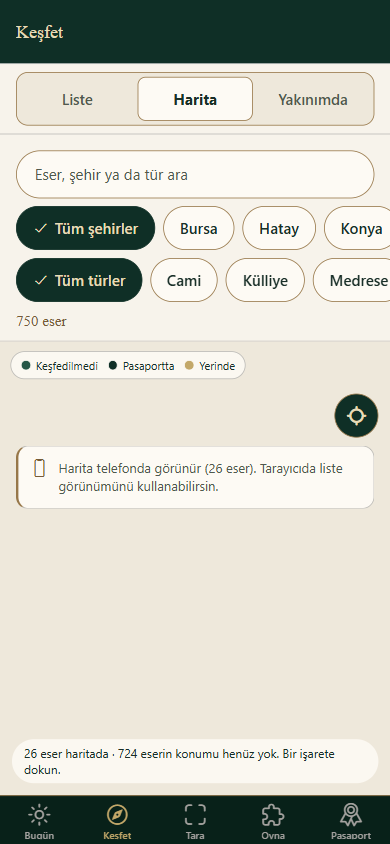 Keşfet
Liste
Harita
Yakınımda
Eser, şehir ya da tür ara
Tüm şehirler
Bursa
Hatay
Konya
Tüm türler
Cami
Külliye
Medrese
750 eser
Keşfedilmedi
Pasaportta
Yerinde
Harita telefonda görünür (26 eser). Tarayıcıda liste
görünümünü kullanabilirsin.
26 eser haritada · 724 eserin konumu henüz yok. Bir işarete
dokun.
Bugün
Keşfet
Tara
Oyna
Pasaport